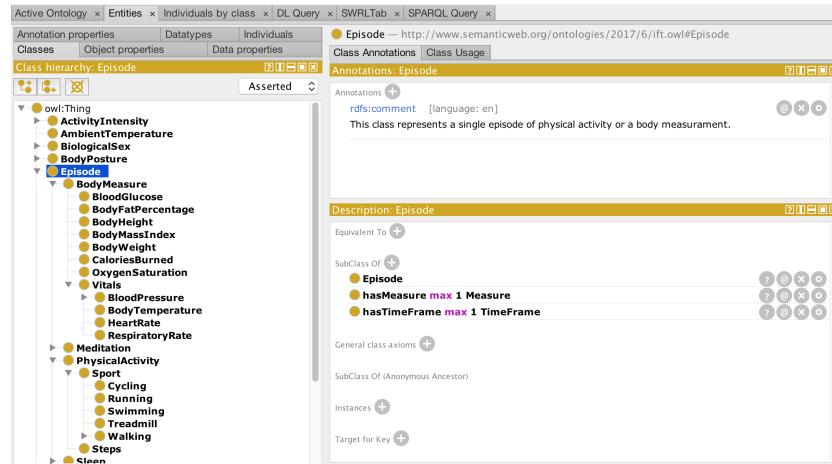 Active Ontology × Entities × Individuals by class × DL Query × SWRLTab × SPARQL Query ×
Annotation properties Datatypes Individuals
Classes Object properties Data properties
Class hierarchy: Episode
Asserted
owl:Thing
ActivityIntensity
AmbientTemperature
BiologicalSex
BodyPosture
Episode
BodyMeasure
BloodGlucose
BodyFatPercentage
BodyHeight
BodyMassIndex
BodyWeight
CaloriesBurned
OxygenSaturation
Vitals
BloodPressure
BodyTemperature
HeartRate
RespiratoryRate
Meditation
PhysicalActivity
Sport
Cycling
Running
Swimming
Treadmill
Walking
Steps
Sleep
Episode — http://www.semanticweb.org/ontologies/2017/6/ift.owl#Episode
Class Annotations Class Usage
Annotations: Episode
Annotations
rdfs:comment [language: en]
This class represents a single episode of physical activity or a body measurament.
Description: Episode
Equivalent To
SubClass Of
Episode
hasMeasure max 1 Measure
hasTimeFrame max 1 TimeFrame
General class axioms
SubClass Of (Anonymous Ancestor)
Instances
Target for Key